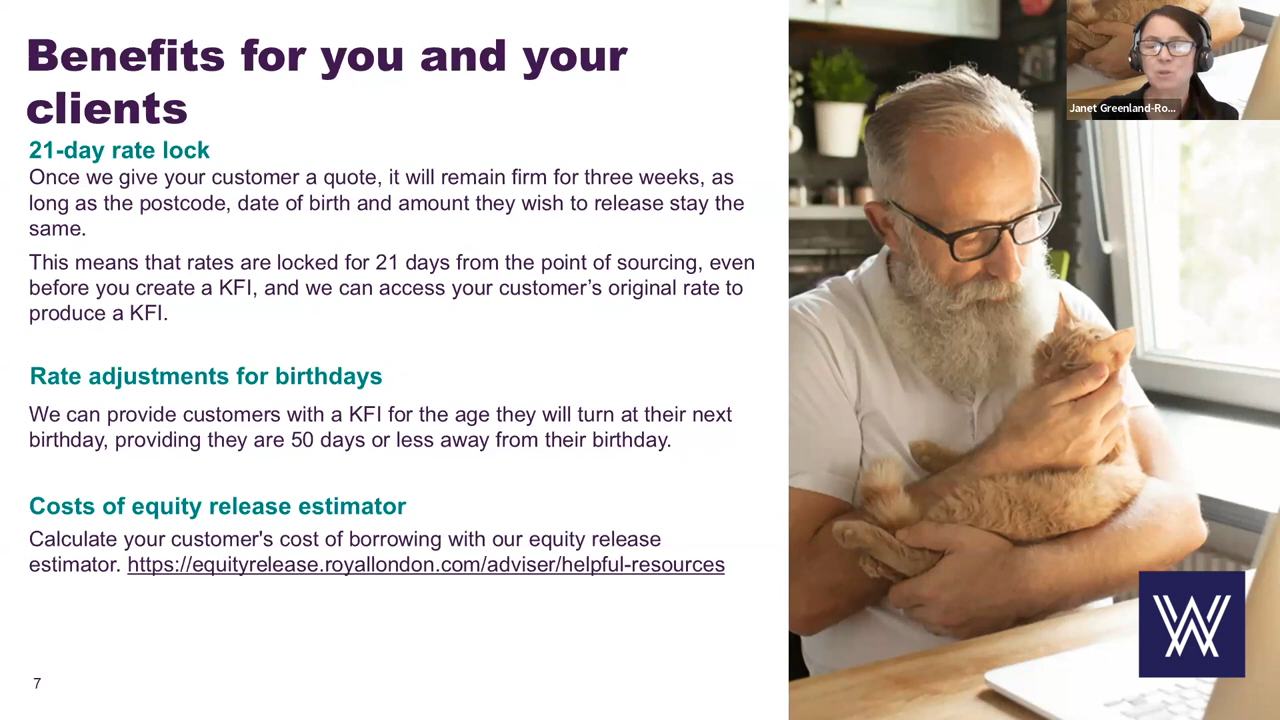 Benefits for you and your
clients
21-day rate lock
Once we give your customer a quote, it will remain firm for three weeks, as
long as the postcode, date of birth and amount they wish to release stay the
same.
This means that rates are locked for 21 days from the point of sourcing, even
before you create a KFI, and we can access your customer’s original rate to
produce a KFI.
Rate adjustments for birthdays
We can provide customers with a KFI for the age they will turn at their next
birthday, providing they are 50 days or less away from their birthday.
Costs of equity release estimator
Calculate your customer's cost of borrowing with our equity release
estimator. https://equityrelease.royallondon.com/adviser/helpful-resources
7
Janet Greenland-Ro...
W